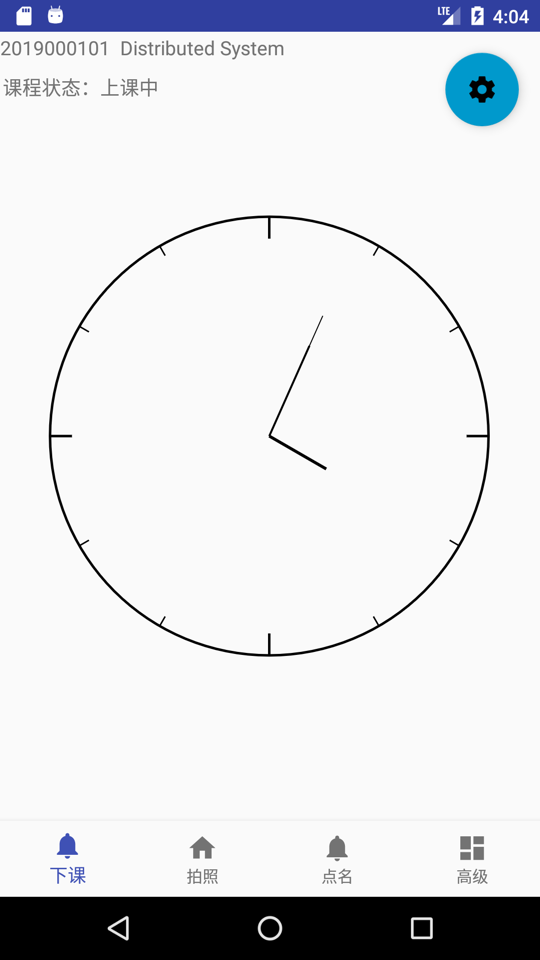 LTE 4:04
2019000101 Distributed System
课程状态：上课中
下课
拍照
点名
高级